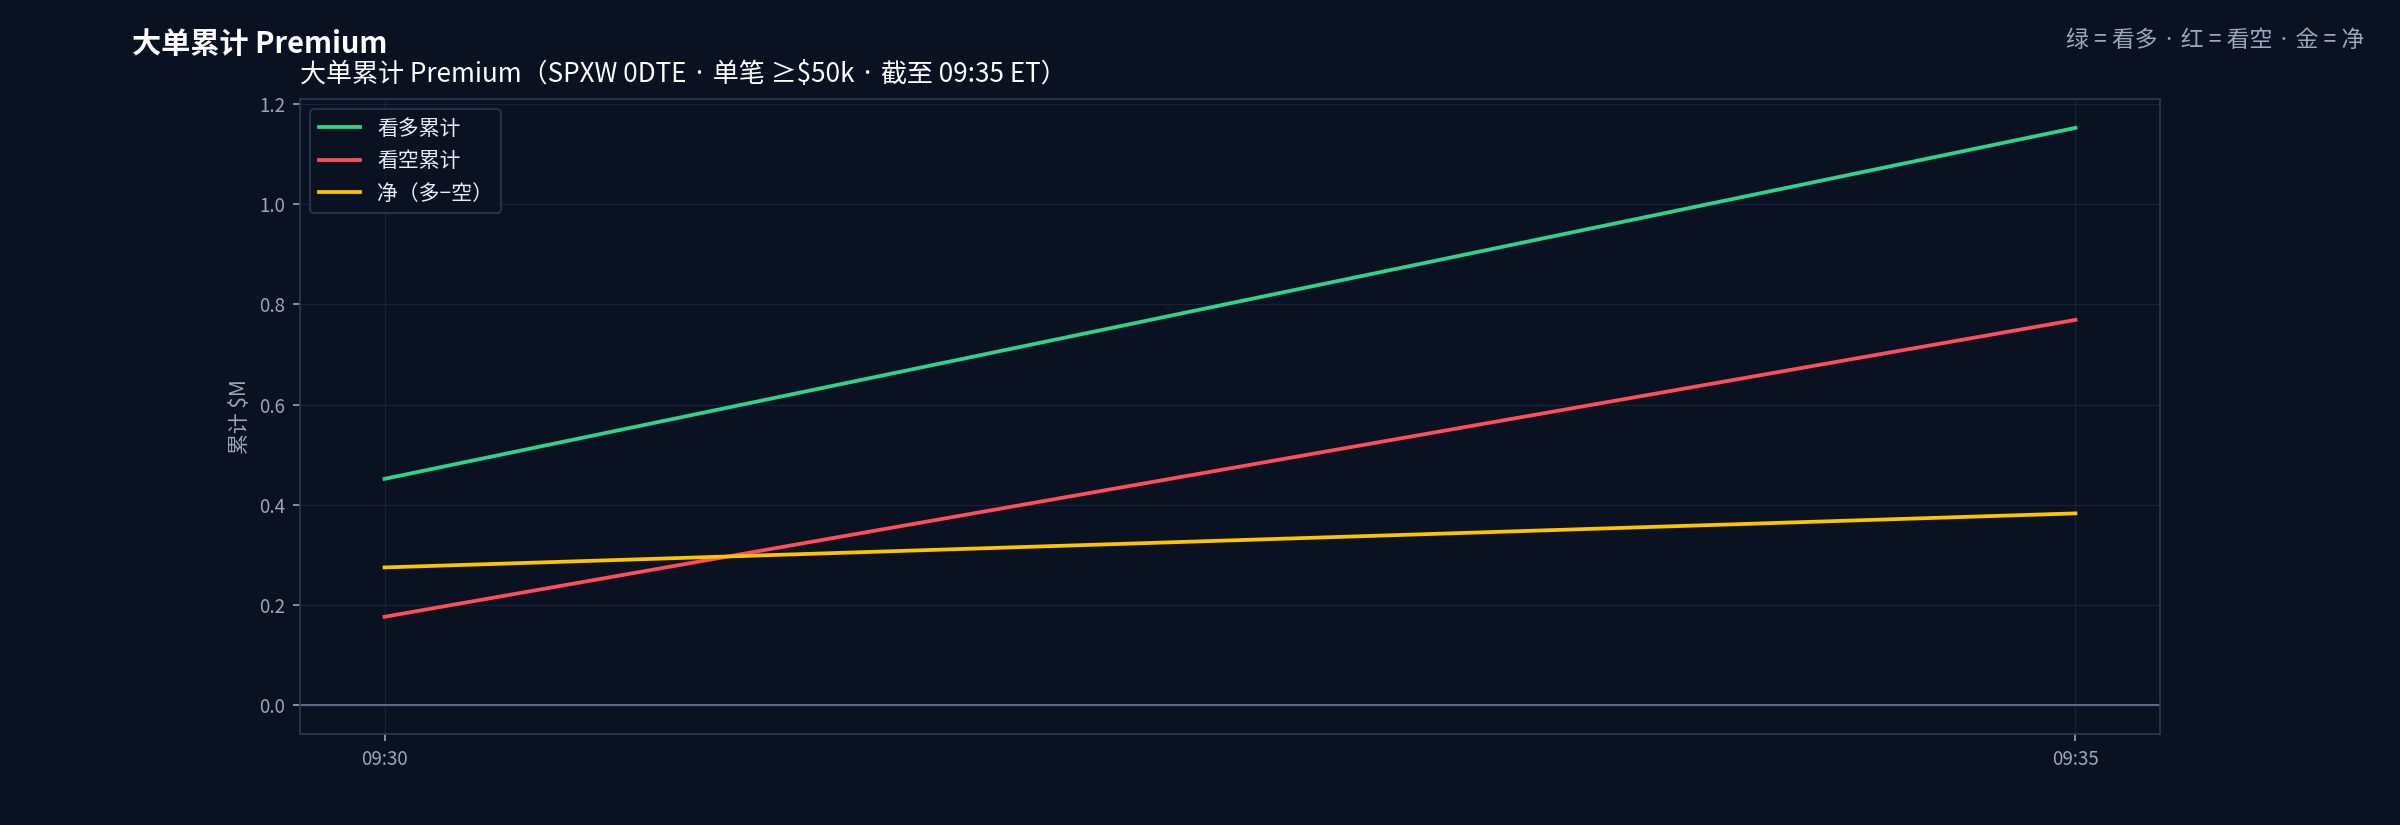 大单累计 Premium
绿 = 看多 · 红 = 看空 · 金 = 净
大单累计 Premium（SPXW 0DTE · 单笔 ≥$50k · 截至 09:35 ET）
看多累计
看空累计
净（多−空）
累计 $M
1.2
1.0
0.8
0.6
0.4
0.2
0.0
09:30
09:35